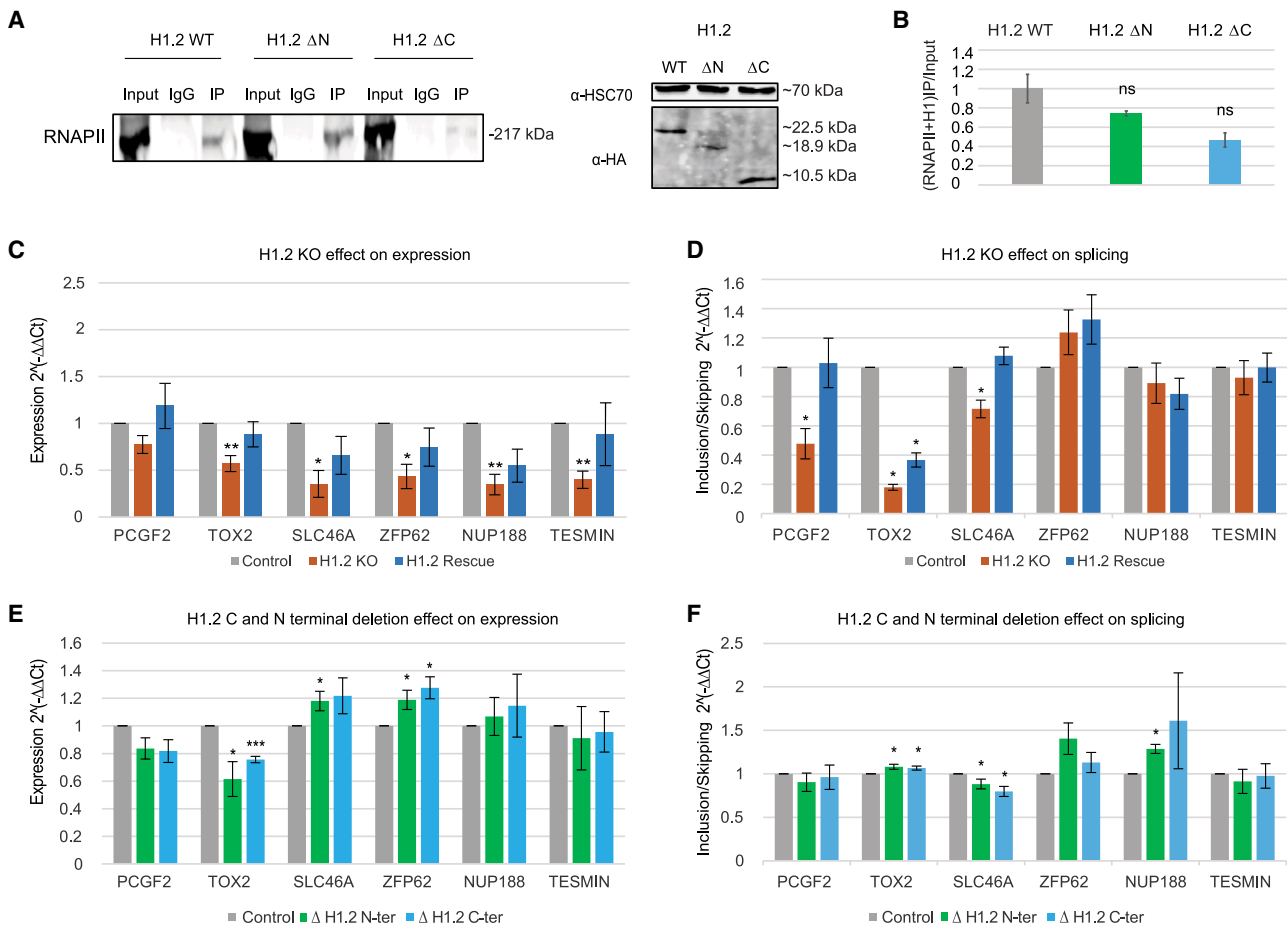 A
H1.2 WT H1.2 ΔN H1.2 ΔC
Input IgG IP Input IgG IP Input IgG IP
RNAPII
-217 kDa
H1.2
WT ΔN ΔC
α-HSC70
~70 kDa
α-HA
~22.5 kDa
~18.9 kDa
~10.5 kDa
B
H1.2 WT H1.2 ΔN H1.2 ΔC
(RNAPII+H1)IP/Input
1.4
1.2
1
0.8
0.6
0.4
0.2
0
ns
ns
C
H1.2 KO effect on expression
Expression 2^(-ΔΔCt)
2.5
2
1.5
1
0.5
0
** * * ** **
PCGF2 TOX2 SLC46A ZFP62 NUP188 TESMIN
Control H1.2 KO H1.2 Rescue
D
H1.2 KO effect on splicing
Inclusion/Skipping 2^(-ΔΔCt)
1.6
1.4
1.2
1
0.8
0.6
0.4
0.2
0
* * * *
PCGF2 TOX2 SLC46A ZFP62 NUP188 TESMIN
Control H1.2 KO H1.2 Rescue
E
H1.2 C and N terminal deletion effect on expression
Expression 2^(-ΔΔCt)
1.6
1.4
1.2
1
0.8
0.6
0.4
0.2
0
* *** * * *
PCGF2 TOX2 SLC46A ZFP62 NUP188 TESMIN
Control Δ H1.2 N-ter Δ H1.2 C-ter
F
H1.2 C and N terminal deletion effect on splicing
Inclusion/Skipping 2^(-ΔΔCt)
2.5
2
1.5
1
0.5
0
* * * * *
PCGF2 TOX2 SLC46A ZFP62 NUP188 TESMIN
Control Δ H1.2 N-ter Δ H1.2 C-ter